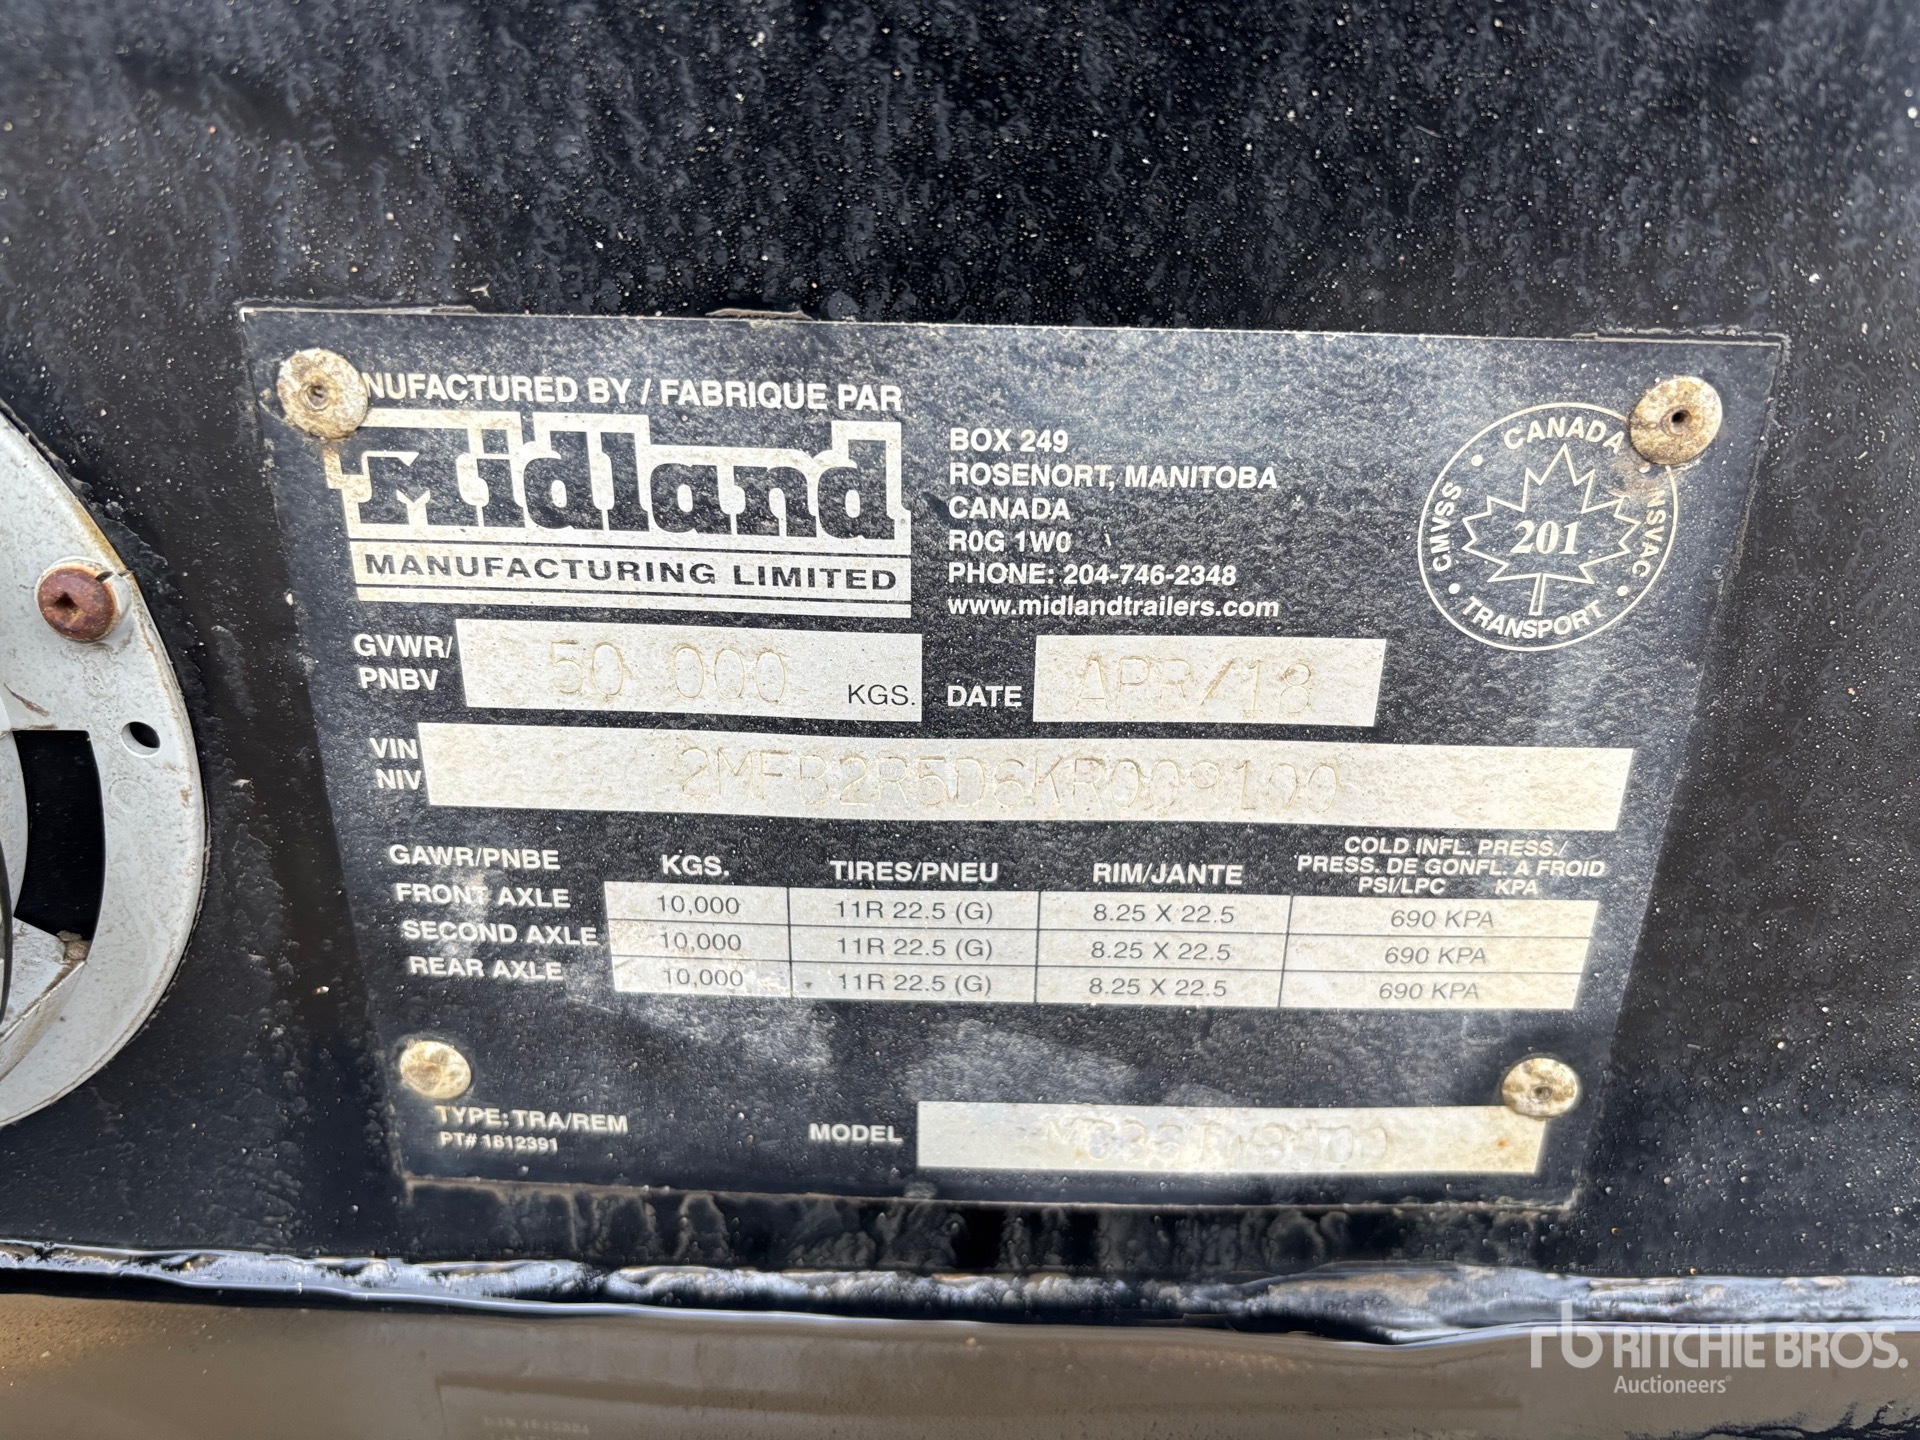 NUFACTURED BY / FABRIQUE PAR
Midland
MANUFACTURING LIMITED
BOX 249
ROSENORT, MANITOBA
CANADA
R0G 1W0
PHONE: 204-746-2348
www.midlandtrailers.com
CANADA
CMVSS
201
NSVAC
TRANSPORT
GVWR/
PNBV
50 000 KGS.
DATE APR/18
VIN
NIV
2MFB2R5D6KR009100
GAWR/PNBE KGS. TIRES/PNEU RIM/JANTE
COLD INFL. PRESS./
PRESS. DE GONFL. A FROID
PSI/LPC KPA
FRONT AXLE 10,000 11R 22.5 (G) 8.25 X 22.5 690 KPA
SECOND AXLE 10,000 11R 22.5 (G) 8.25 X 22.5 690 KPA
REAR AXLE 10,000 11R 22.5 (G) 8.25 X 22.5 690 KPA
TYPE: TRA/REM
PT# 1812391
MODEL
rb RITCHIE BROS.
Auctioneers